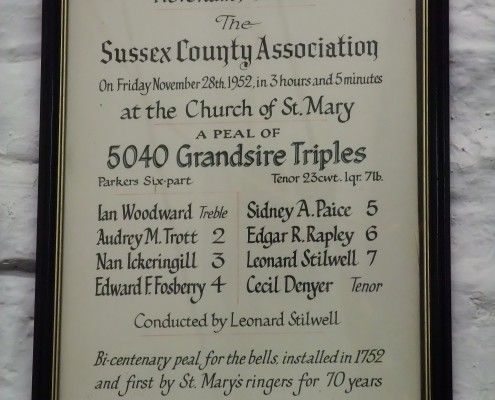 The
Sussex County Association
On Friday November 28th, 1952, in 3 hours and 5 minutes
at the Church of St. Mary
A PEAL OF
5040 Grandsire Triples
Parkers Six-part Tenor 23cwt. 1qr. 7lb.
Ian Woodward Treble Sidney A. Paice 5
Audrey M. Trott 2 Edgar R. Rapley 6
Nan Ickeringill 3 Leonard Stilwell 7
Edward F. Fosberry 4 Cecil Denyer Tenor
Conducted by Leonard Stilwell
Bi-centenary peal for the bells, installed in 1752
and first by St. Mary's ringers for 70 years